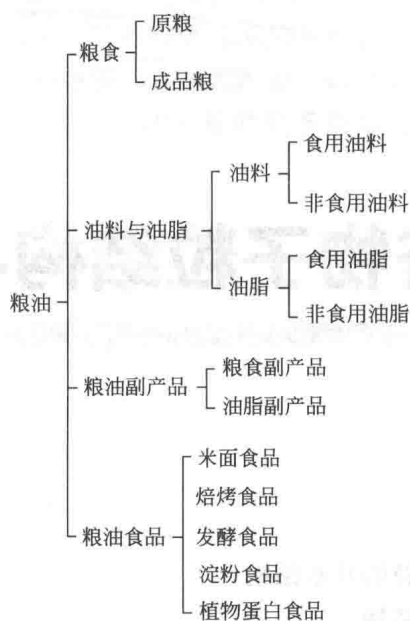 粮油
粮食
原粮
成品粮
油料与油脂
油料
食用油料
非食用油料
油脂
食用油脂
非食用油脂
粮油副产品
粮食副产品
油脂副产品
粮油食品
米面食品
焙烤食品
发酵食品
淀粉食品
植物蛋白食品